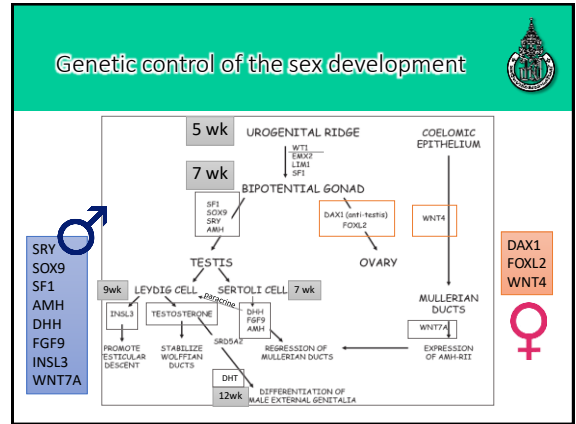 Genetic control of the sex development
5 wk
UROGENITAL RIDGE
COELOMIC
EPITHELIUM
WT1
EMX2
LIM1
SF1
7 wk
BIPOTENTIAL GONAD
SF1
SOX9
SRY
AMH
DAX1 (anti-testis)
FOXL2
WNT4
TESTIS
OVARY
9wk
LEYDIG CELL
SERTOLI CELL
7 wk
paracrine
MULLERIAN
DUCTS
INSL3
TESTOSTERONE
DHH
FGF9
AMH
WNT7A
SRD5A2
PROMOTE
TESTICULAR
DESCENT
STABILIZE
WOLFFIAN
DUCTS
REGRESSION OF
MULLERIAN DUCTS
EXPRESSION
OF AMH-RII
DHT
12wk
DIFFERENTIATION OF
MALE EXTERNAL GENITALIA
SRY
SOX9
SF1
AMH
DHH
FGF9
INSL3
WNT7A
DAX1
FOXL2
WNT4